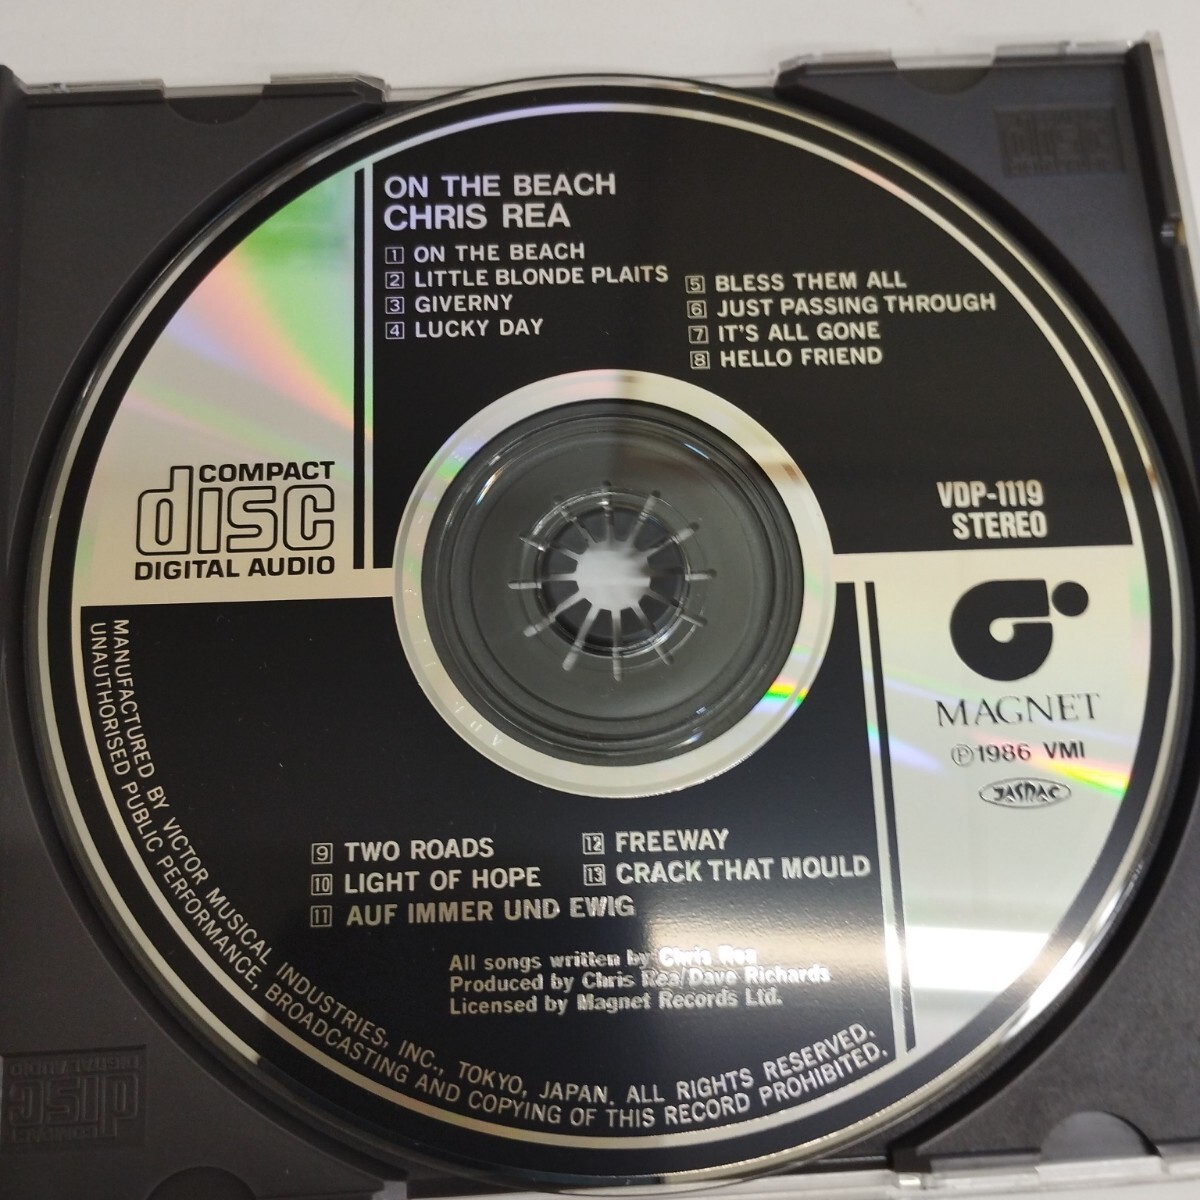 ON THE BEACH
CHRIS REA
1 ON THE BEACH
2 LITTLE BLONDE PLAITS
3 GIVERNY
4 LUCKY DAY
5 BLESS THEM ALL
6 JUST PASSING THROUGH
7 IT'S ALL GONE
8 HELLO FRIEND
COMPACT
disc
DIGITAL AUDIO
VDP-1119
STEREO
MAGNET
Ⓟ1986 VMI
JASRAC
9 TWO ROADS
10 LIGHT OF HOPE
11 AUF IMMER UND EWIG
12 FREEWAY
13 CRACK THAT MOULD
All songs written by Chris Rea
Produced by Chris Rea/Dave Richards
Licensed by Magnet Records Ltd.
MANUFACTURED BY VICTOR MUSICAL INDUSTRIES, INC., TOKYO, JAPAN. ALL RIGHTS RESERVED.
UNAUTHORISED PUBLIC PERFORMANCE, BROADCASTING AND COPYING OF THIS RECORD PROHIBITED.
COMPACT
disc
DIGITAL AUDIO